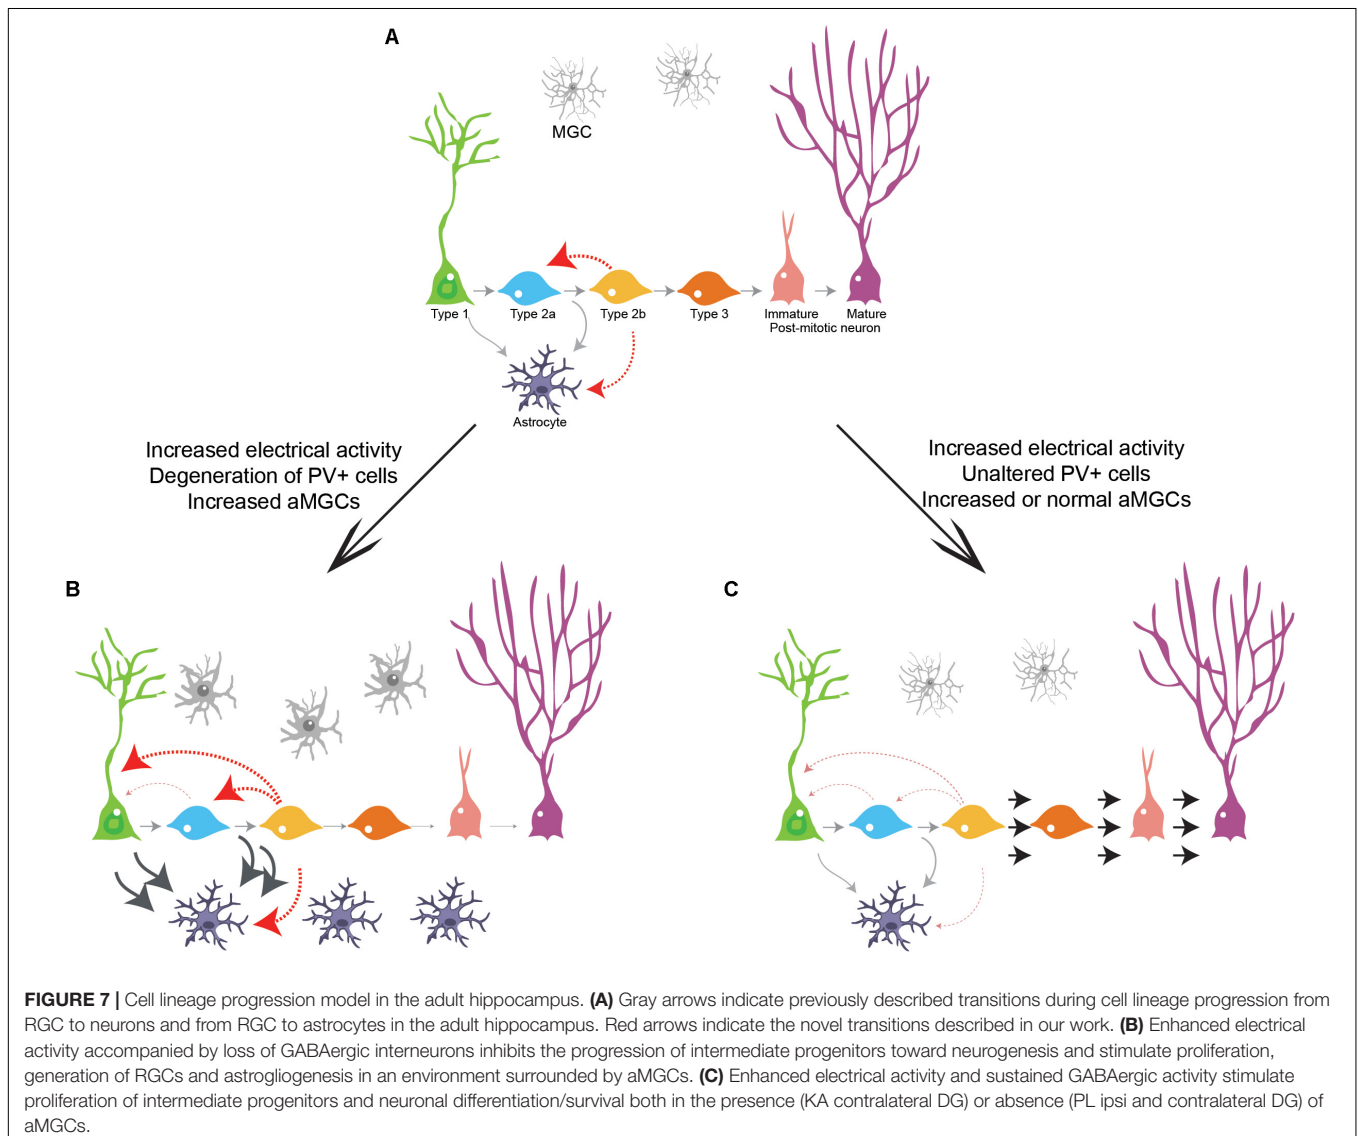 A
MGC
Type 1
Type 2a
Type 2b
Type 3
Immature
Mature
Post-mitotic neuron
Astrocyte
Increased electrical activity
Degeneration of PV+ cells
Increased aMGCs
Increased electrical activity
Unaltered PV+ cells
Increased or normal aMGCs
B
C
FIGURE 7 | Cell lineage progression model in the adult hippocampus. (A) Gray arrows indicate previously described transitions during cell lineage progression from
RGC to neurons and from RGC to astrocytes in the adult hippocampus. Red arrows indicate the novel transitions described in our work. (B) Enhanced electrical
activity accompanied by loss of GABAergic interneurons inhibits the progression of intermediate progenitors toward neurogenesis and stimulate proliferation,
generation of RGCs and astrogliogenesis in an environment surrounded by aMGCs. (C) Enhanced electrical activity and sustained GABAergic activity stimulate
proliferation of intermediate progenitors and neuronal differentiation/survival both in the presence (KA contralateral DG) or absence (PL ipsi and contralateral DG) of
aMGCs.